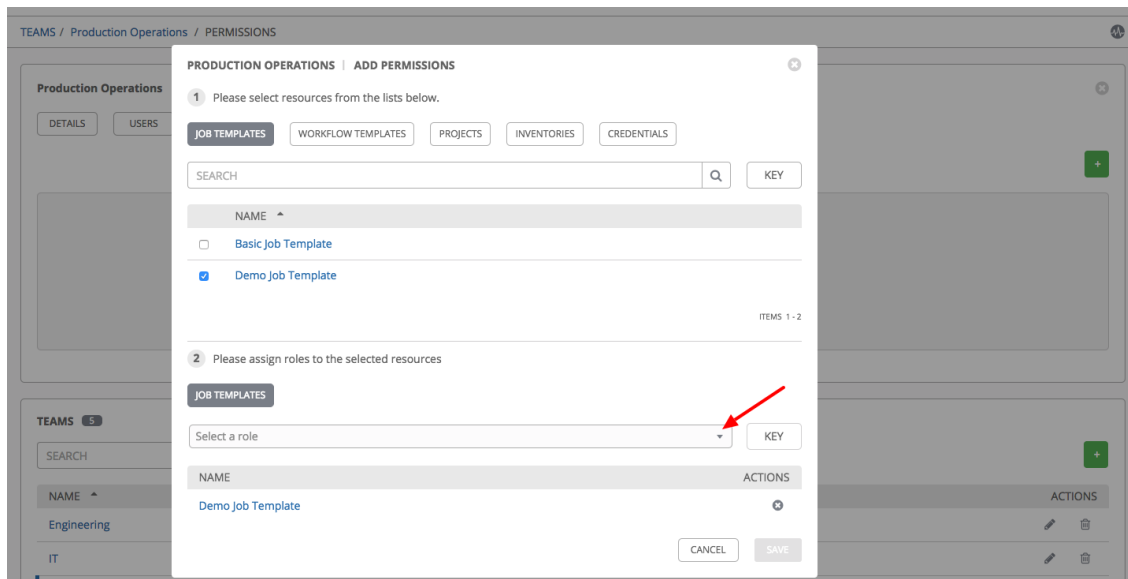 TEAMS / Production Operations / PERMISSIONS
PRODUCTION OPERATIONS | ADD PERMISSIONS
Production Operations
1 Please select resources from the lists below.
DETAILS USERS
JOB TEMPLATES WORKFLOW TEMPLATES PROJECTS INVENTORIES CREDENTIALS
+
SEARCH KEY
NAME
Basic Job Template
Demo Job Template
ITEMS 1 - 2
2 Please assign roles to the selected resources
JOB TEMPLATES
TEAMS 5
Select a role KEY
SEARCH +
NAME ACTIONS
NAME ACTIONS
Demo Job Template
Engineering
CANCEL SAVE
IT